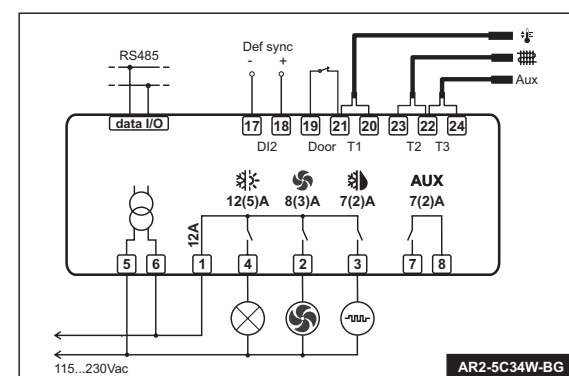 RS485
Def sync
- +
Aux
data I/O
17 18 19 21 20 23 22 24
DI2 Door T1 T2 T3
12(5)A 8(3)A 7(2)A
AUX
7(2)A
12A
5 6 1 4 2 3 7 8
115...230Vac
AR2-5C34W-BG